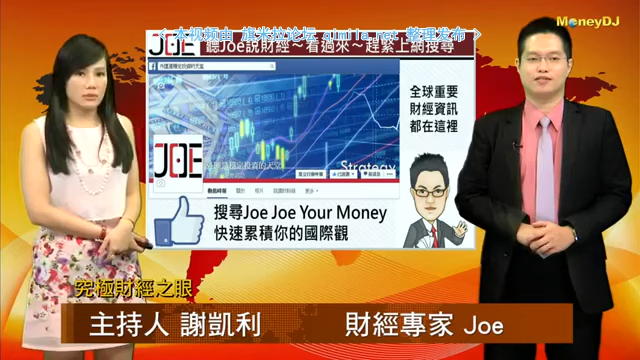 〈 本视频由 旗米拉论坛 qimila.net 整理发布 〉
MoneyDJ
JOE
聽Joe說財經～看過來～趕緊上網搜尋
JOE
Strategy
全球重要
財經資訊
都在這裡
搜尋Joe Joe Your Money
快速累積你的國際觀
究極財經之眼
主持人 謝凱利
財經專家 Joe